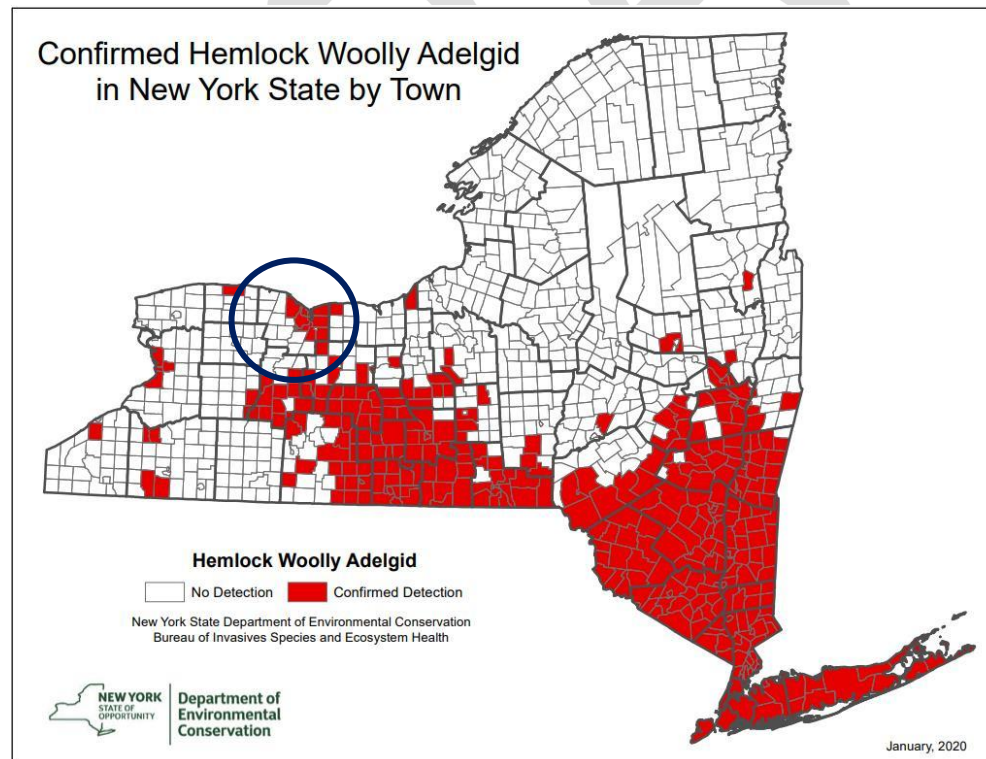 Confirmed Hemlock Woolly Adelgid
in New York State by Town
Hemlock Woolly Adelgid
No Detection
Confirmed Detection
New York State Department of Environmental Conservation
Bureau of Invasives Species and Ecosystem Health
NEW YORK
STATE OF
OPPORTUNITY
Department of
Environmental
Conservation
January, 2020